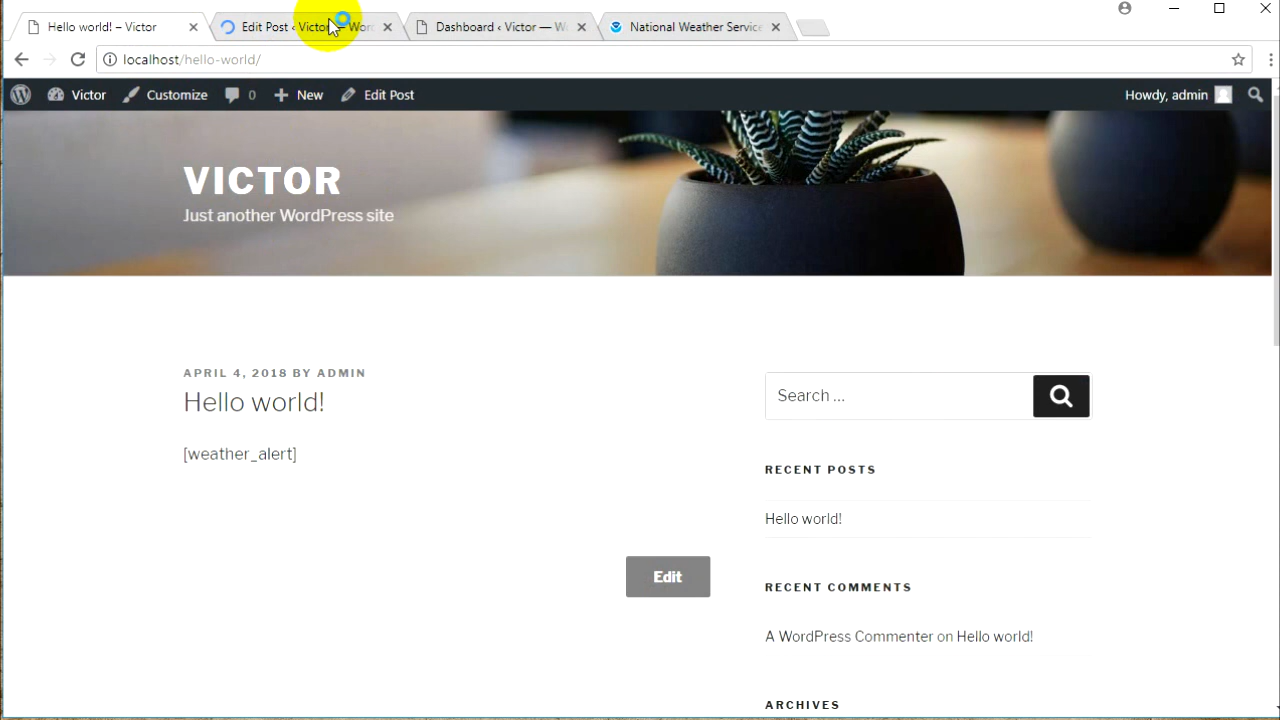 Hello world! – Victor
Edit Post ‹ Victor — Wor
Dashboard ‹ Victor — W
National Weather Service
localhost/hello-world/
Victor
Customize
0
New
Edit Post
Howdy, admin
VICTOR
Just another WordPress site
APRIL 4, 2018 BY ADMIN
Hello world!
[weather_alert]
Edit
Search …
RECENT POSTS
Hello world!
RECENT COMMENTS
A WordPress Commenter on Hello world!
ARCHIVES